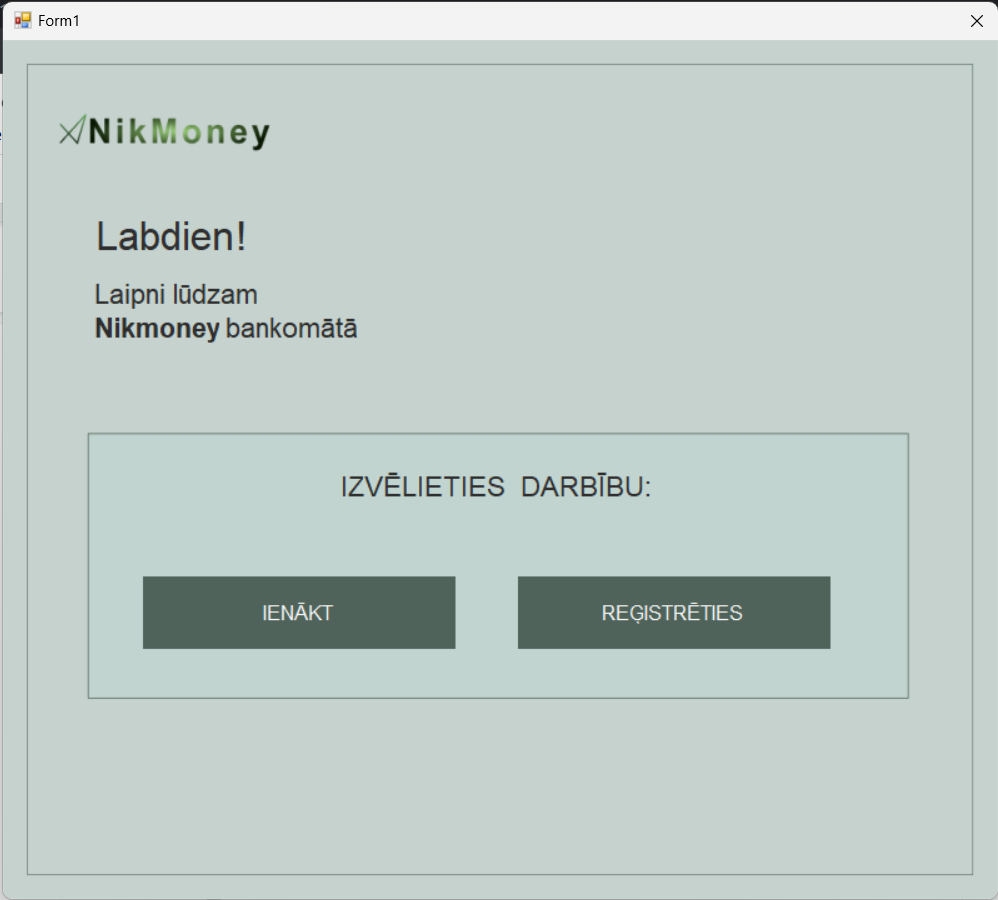 Form1
NikMoney
Labdien!
Laipni lūdzam
Nikmoney bankomātā
IZVĒLIETIES DARBĪBU:
IENĀKT
REĢISTRĒTIES